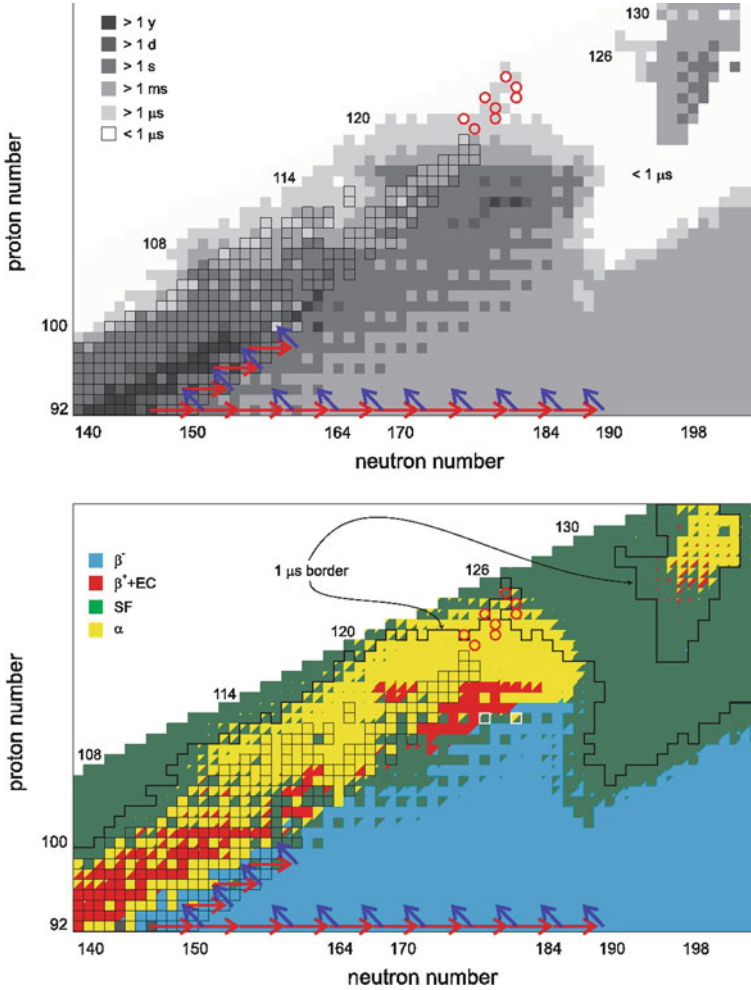 > 1 y
> 1 d
> 1 s
> 1 ms
> 1 μs
< 1 μs
130
126
120
114
108
100
92
< 1 μs
proton number
140
150
164
170
184
190
198
neutron number
β⁻
β⁺+EC
SF
α
1 μs border
130
126
120
114
108
100
92
proton number
140
150
164
170
184
190
198
neutron number